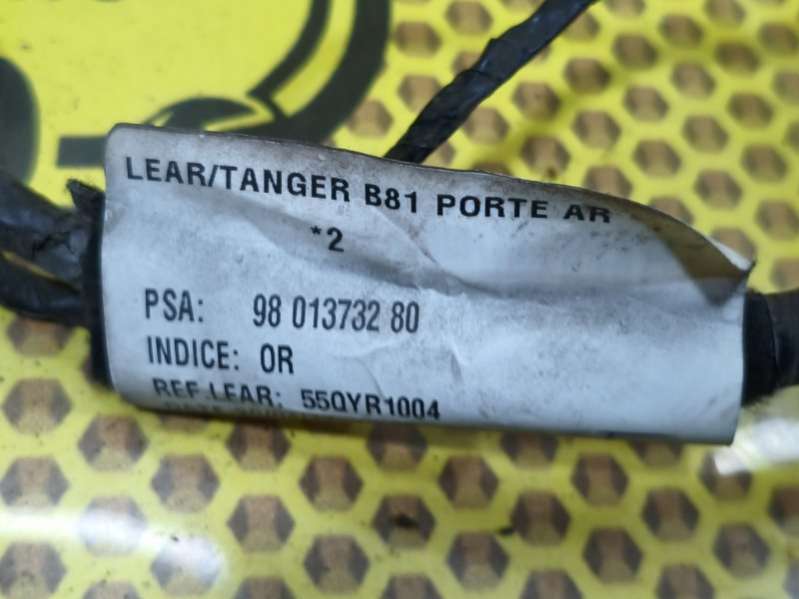 LEAR/TANGER B81 PORTE AR
*2
PSA: 98 013732 80
INDICE: OR
REF.LEAR: 55QYR1004